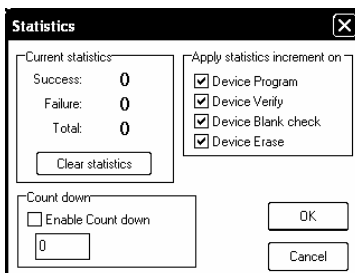 Statistics
Current statistics
Success: 0
Failure: 0
Total: 0
Clear statistics
Apply statistics increment on
Device Program
Device Verify
Device Blank check
Device Erase
Count down
Enable Count down
0
OK
Cancel